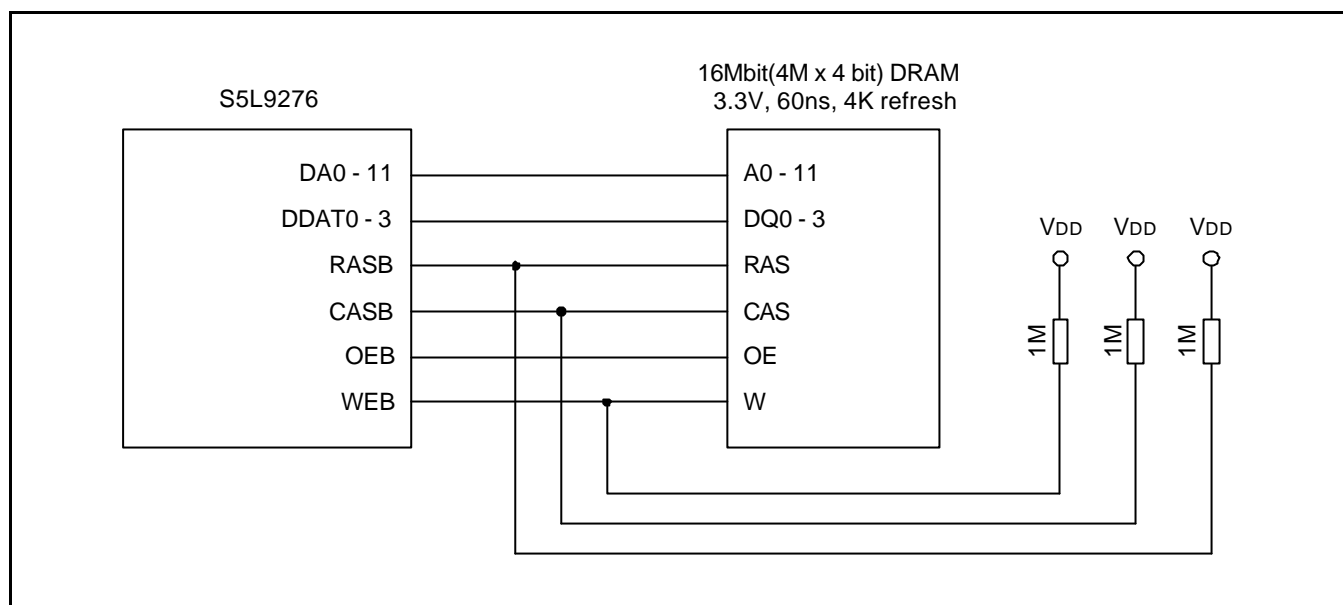 16Mbit(4M x 4 bit) DRAM
3.3V, 60ns, 4K refresh
S5L9276
DA0 - 11
DDAT0 - 3
RASB
CASB
OEB
WEB
A0 - 11
DQ0 - 3
RAS
CAS
OE
W
VDD
VDD
VDD
1M
1M
1M